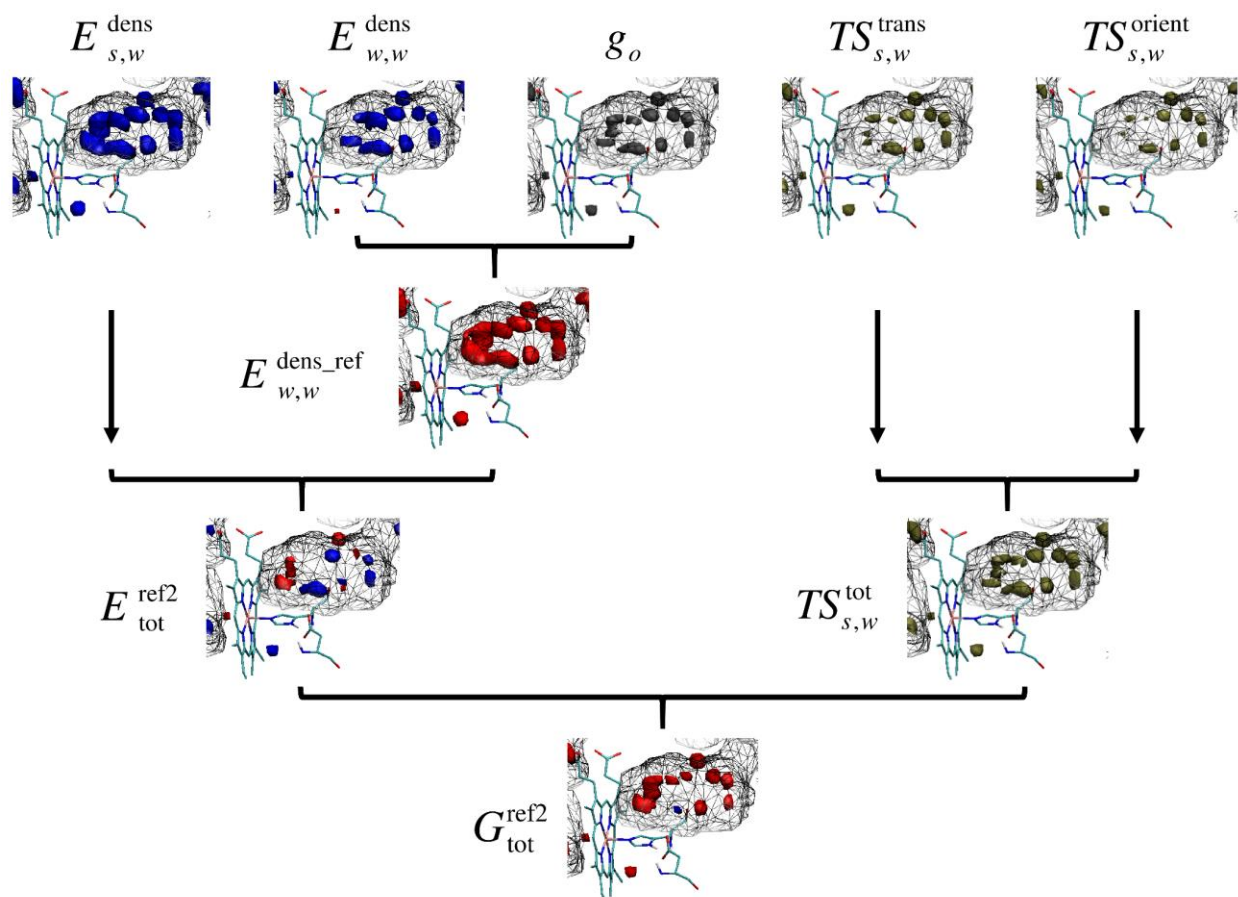 E dens s,w
E dens w,w
g o
TS trans s,w
TS orient s,w
E dens_ref w,w
E ref2 tot
TS tot s,w
G ref2 tot